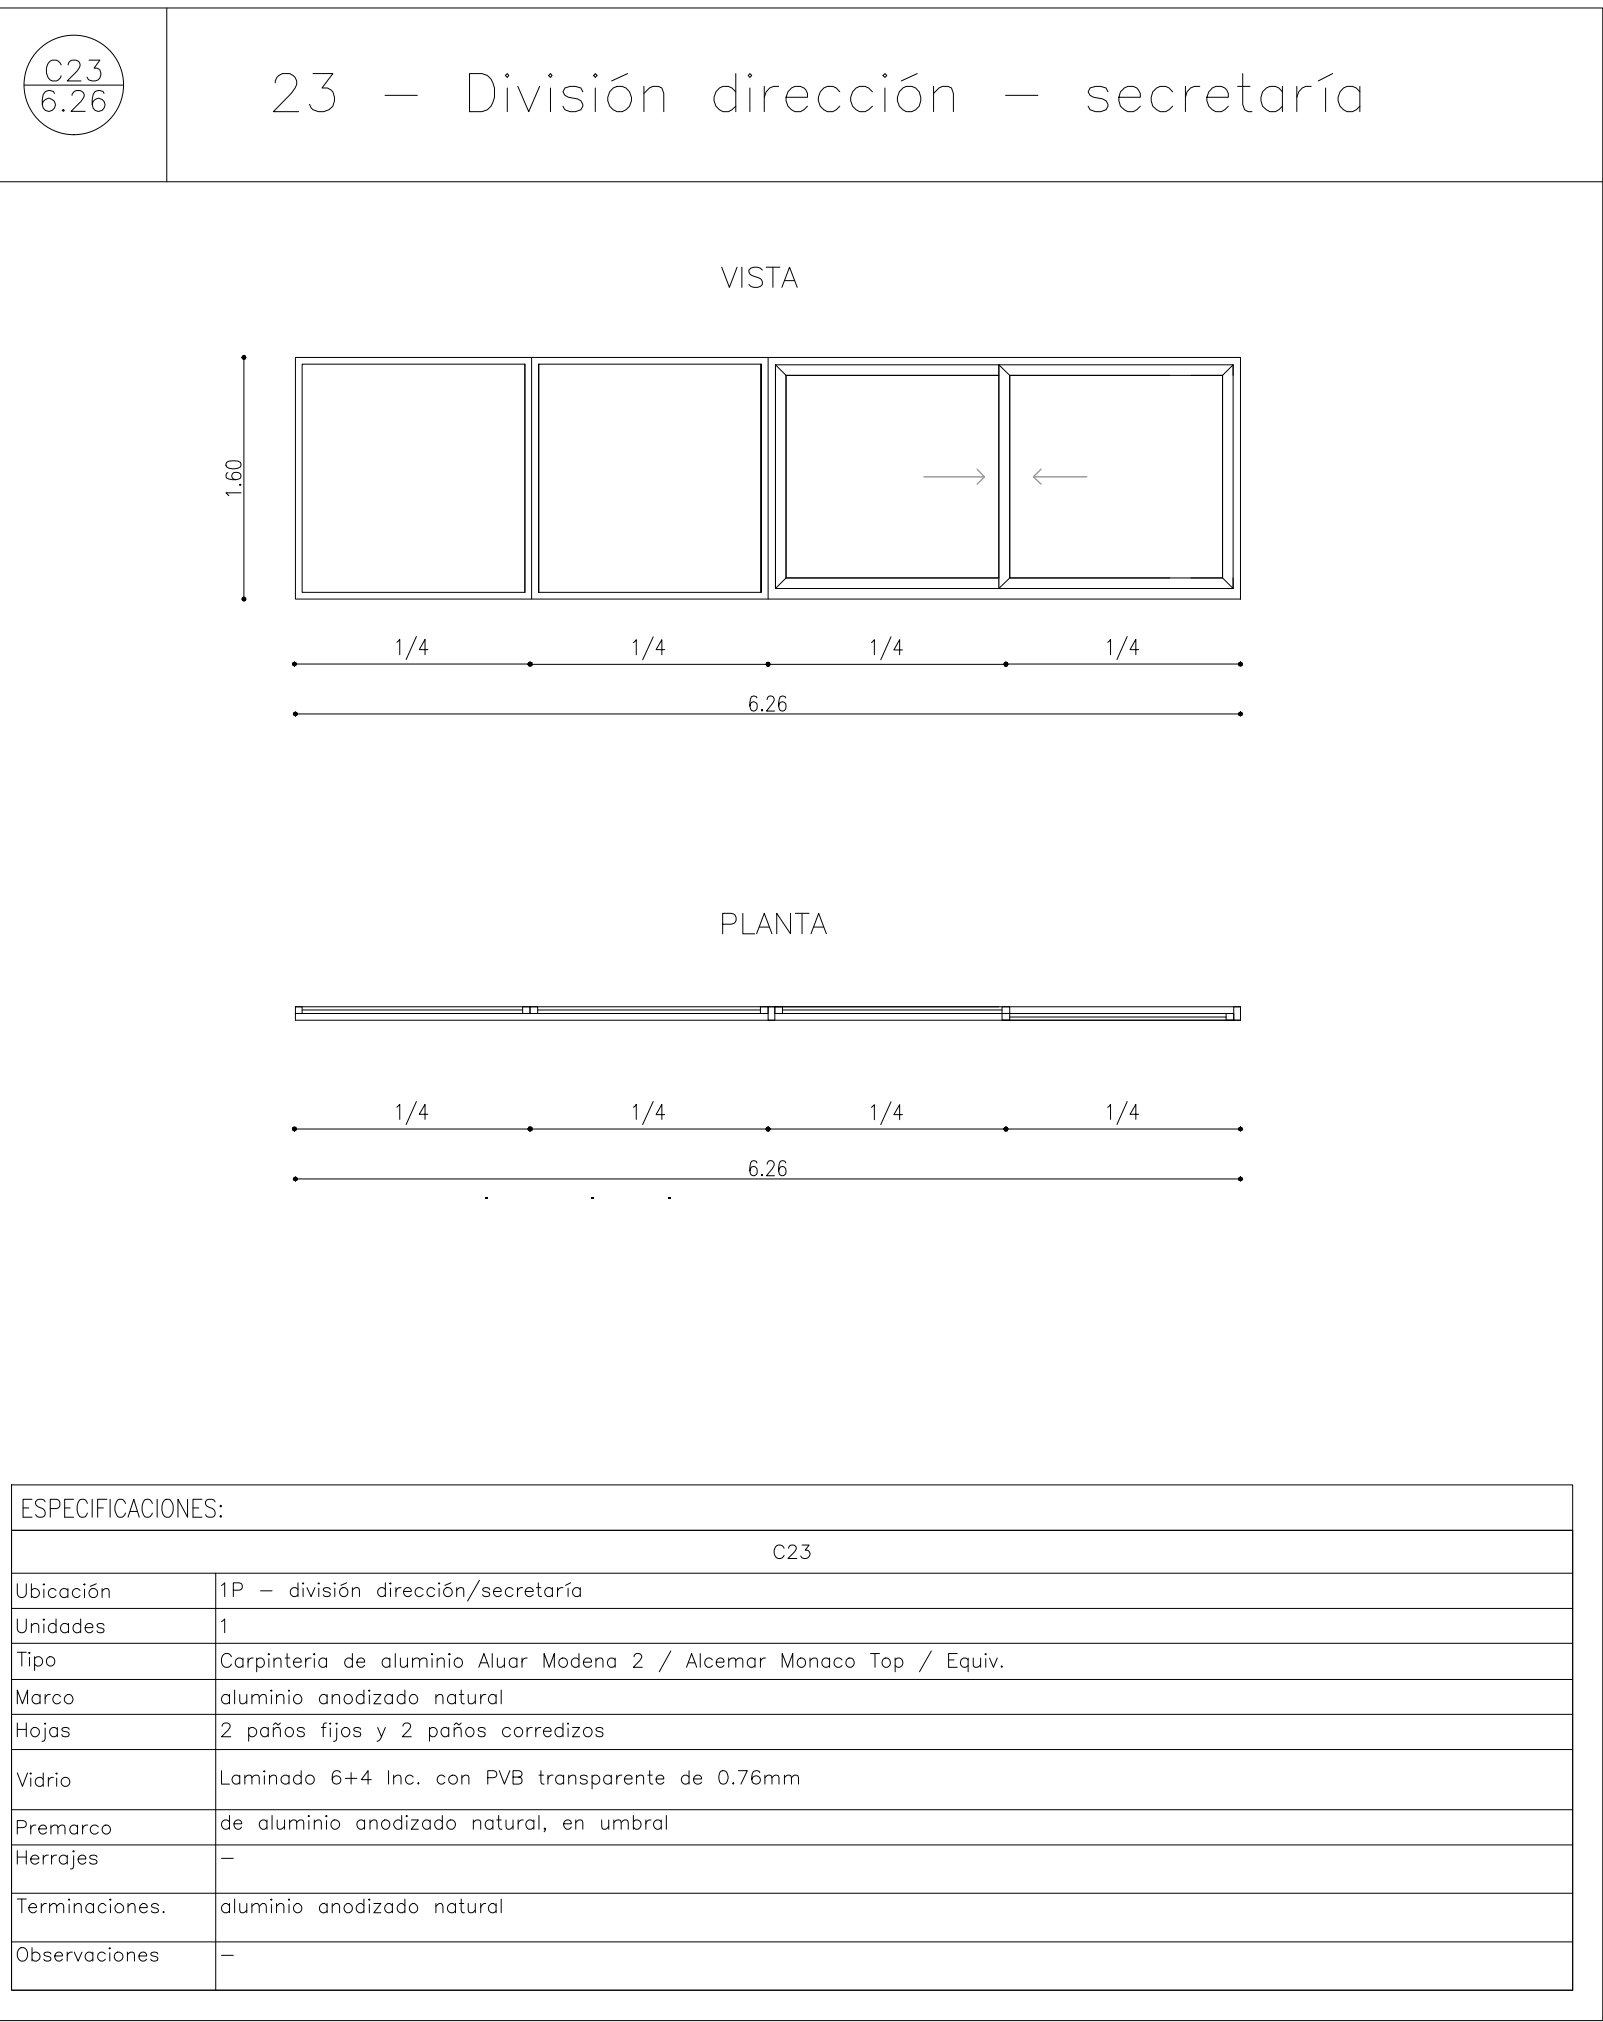 C23
6.26
23 – División dirección – secretaría
VISTA
1.60
1/4 1/4 1/4 1/4
6.26
PLANTA
1/4 1/4 1/4 1/4
6.26
ESPECIFICACIONES:
C23
Ubicación 1P – división dirección/secretaría
Unidades 1
Tipo Carpinteria de aluminio Aluar Modena 2 / Alcemar Monaco Top / Equiv.
Marco aluminio anodizado natural
Hojas 2 paños fijos y 2 paños corredizos
Vidrio Laminado 6+4 Inc. con PVB transparente de 0.76mm
Premarco de aluminio anodizado natural, en umbral
Herrajes –
Terminaciones. aluminio anodizado natural
Observaciones –